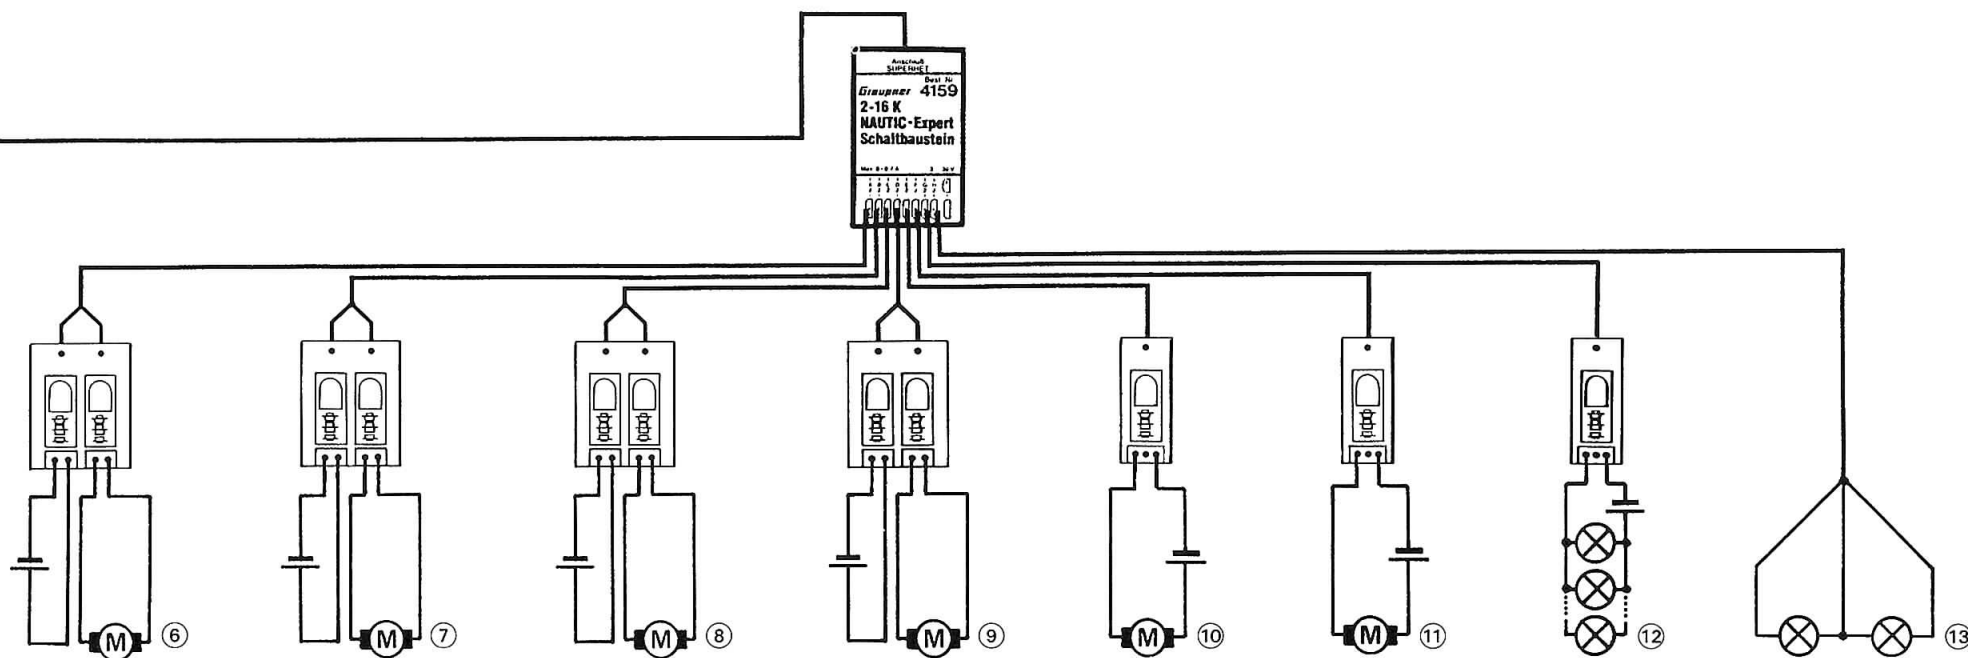 Anschluß
SUPERHET
Best Nr
Graupner 4159
2-16 K
NAUTIC-Expert
Schaltbaustein
M
M
M
M
M
M
6
7
8
9
10
11
12
13